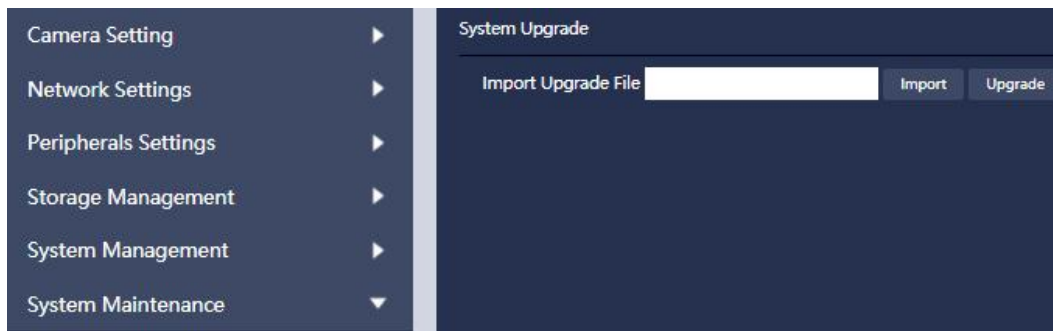 Camera Setting
Network Settings
Peripherals Settings
Storage Management
System Management
System Maintenance
System Upgrade
Import Upgrade File Import Upgrade